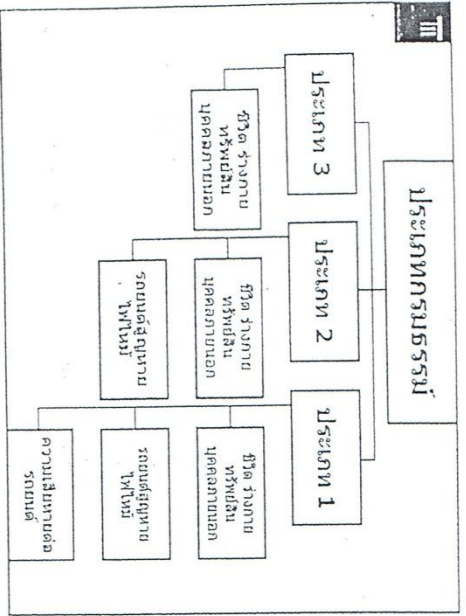 ประเภทกรมธรรม์
ประเภท 3
ชีวิต ร่างกาย
ทรัพย์สิน
บุคคลภายนอก
ประเภท 2
ชีวิต ร่างกาย
ทรัพย์สิน
บุคคลภายนอก
รถยนต์สูญหาย
ไฟไหม้
ประเภท 1
ชีวิต ร่างกาย
ทรัพย์สิน
บุคคลภายนอก
รถยนต์สูญหาย
ไฟไหม้
ความเสียหายต่อ
รถยนต์